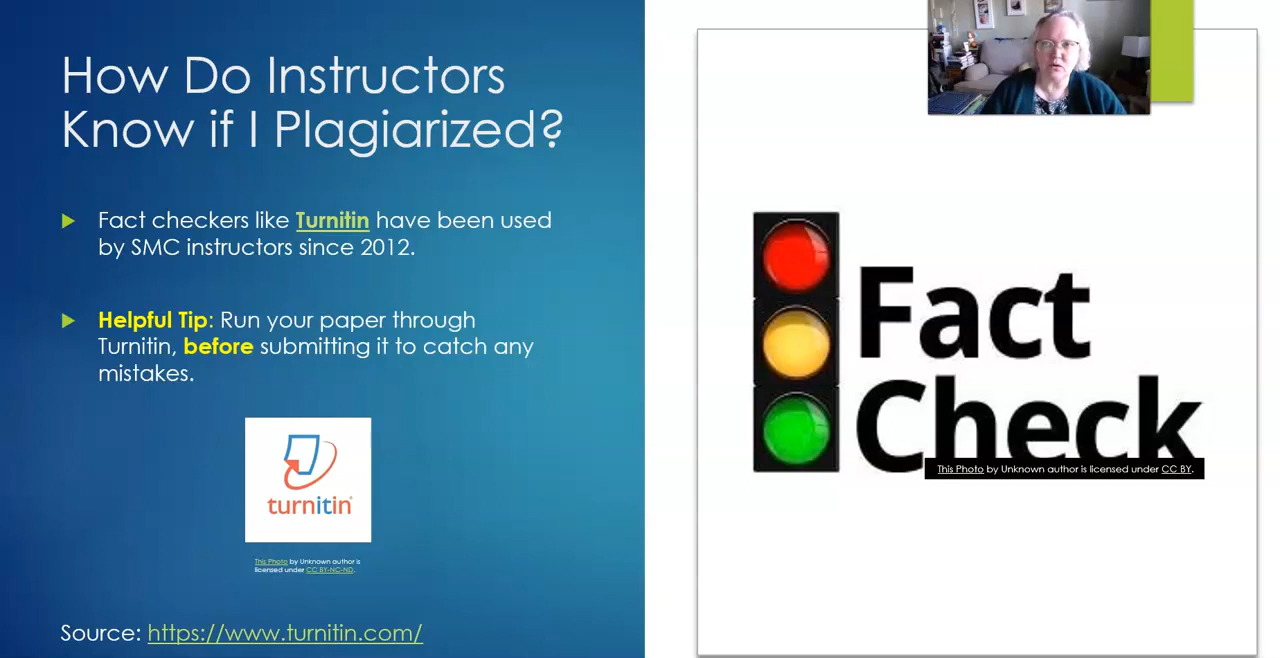 How Do Instructors
Know if I Plagiarized?
Fact checkers like Turnitin have been used
by SMC instructors since 2012.
Helpful Tip: Run your paper through
Turnitin, before submitting it to catch any
mistakes.
turnitin
This Photo by Unknown author is
licensed under CC BY-NC-ND.
Source: https://www.turnitin.com/
Fact
Check
This Photo by Unknown author is licensed under CC BY.